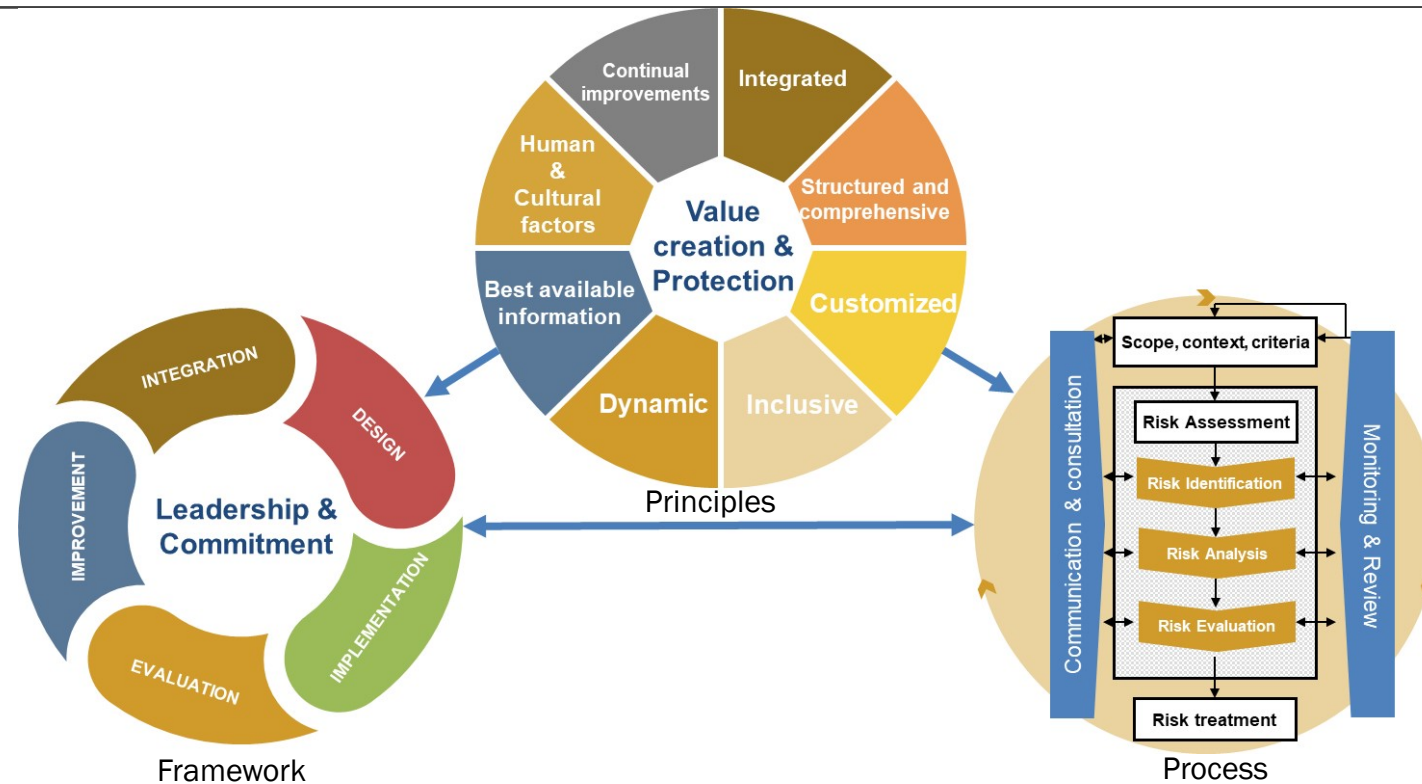 Continual
improvements
Integrated
Human
&
Cultural
factors
Structured and
comprehensive
Value
creation &
Protection
Best available
information
Customized
Dynamic
Inclusive
Principles
INTEGRATION
DESIGN
IMPROVEMENT
Leadership &
Commitment
IMPLEMENTATION
EVALUATION
Framework
Scope, context, criteria
Communication & consultation
Risk Assessment
Risk Identification
Risk Analysis
Risk Evaluation
Monitoring & Review
Risk treatment
Process